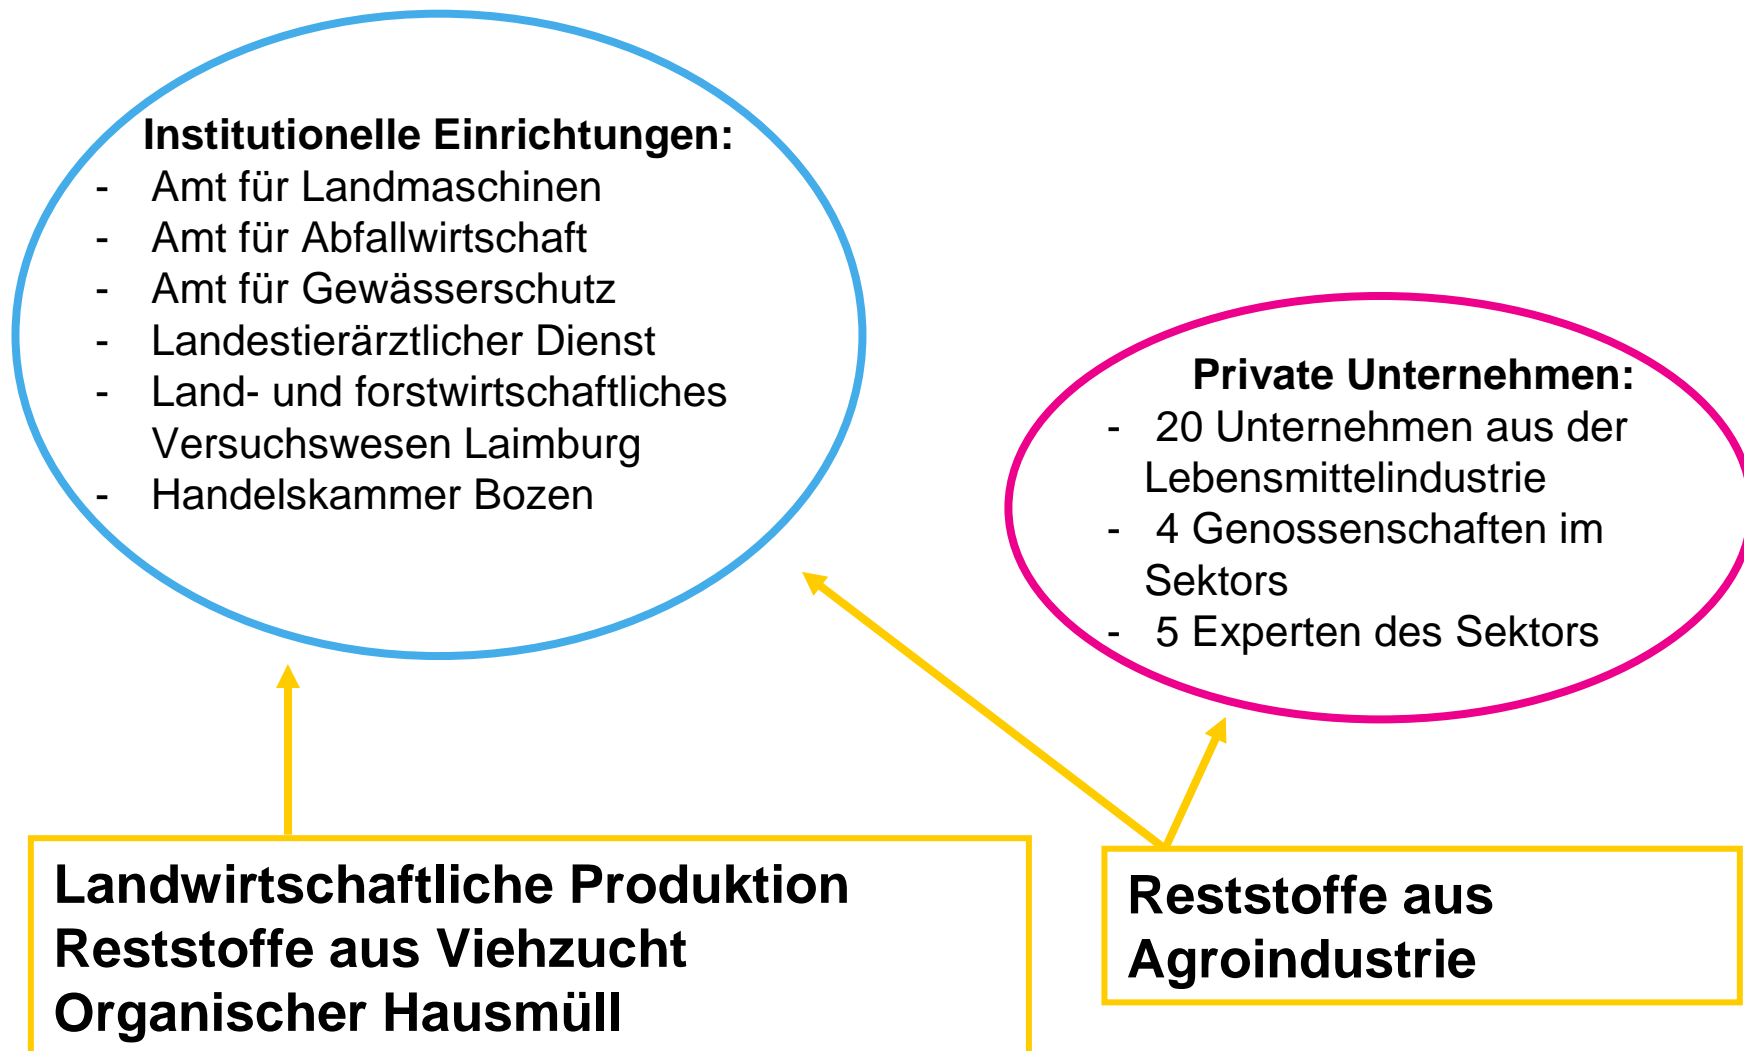 Institutionelle Einrichtungen:
- Amt für Landmaschinen
- Amt für Abfallwirtschaft
- Amt für Gewässerschutz
- Landestierärztlicher Dienst
- Land- und forstwirtschaftliches
Versuchswesen Laimburg
- Handelskammer Bozen
Private Unternehmen:
- 20 Unternehmen aus der
Lebensmittelindustrie
- 4 Genossenschaften im
Sektors
- 5 Experten des Sektors
Landwirtschaftliche Produktion
Reststoffe aus Viehzucht
Organischer Hausmüll
Reststoffe aus
Agroindustrie